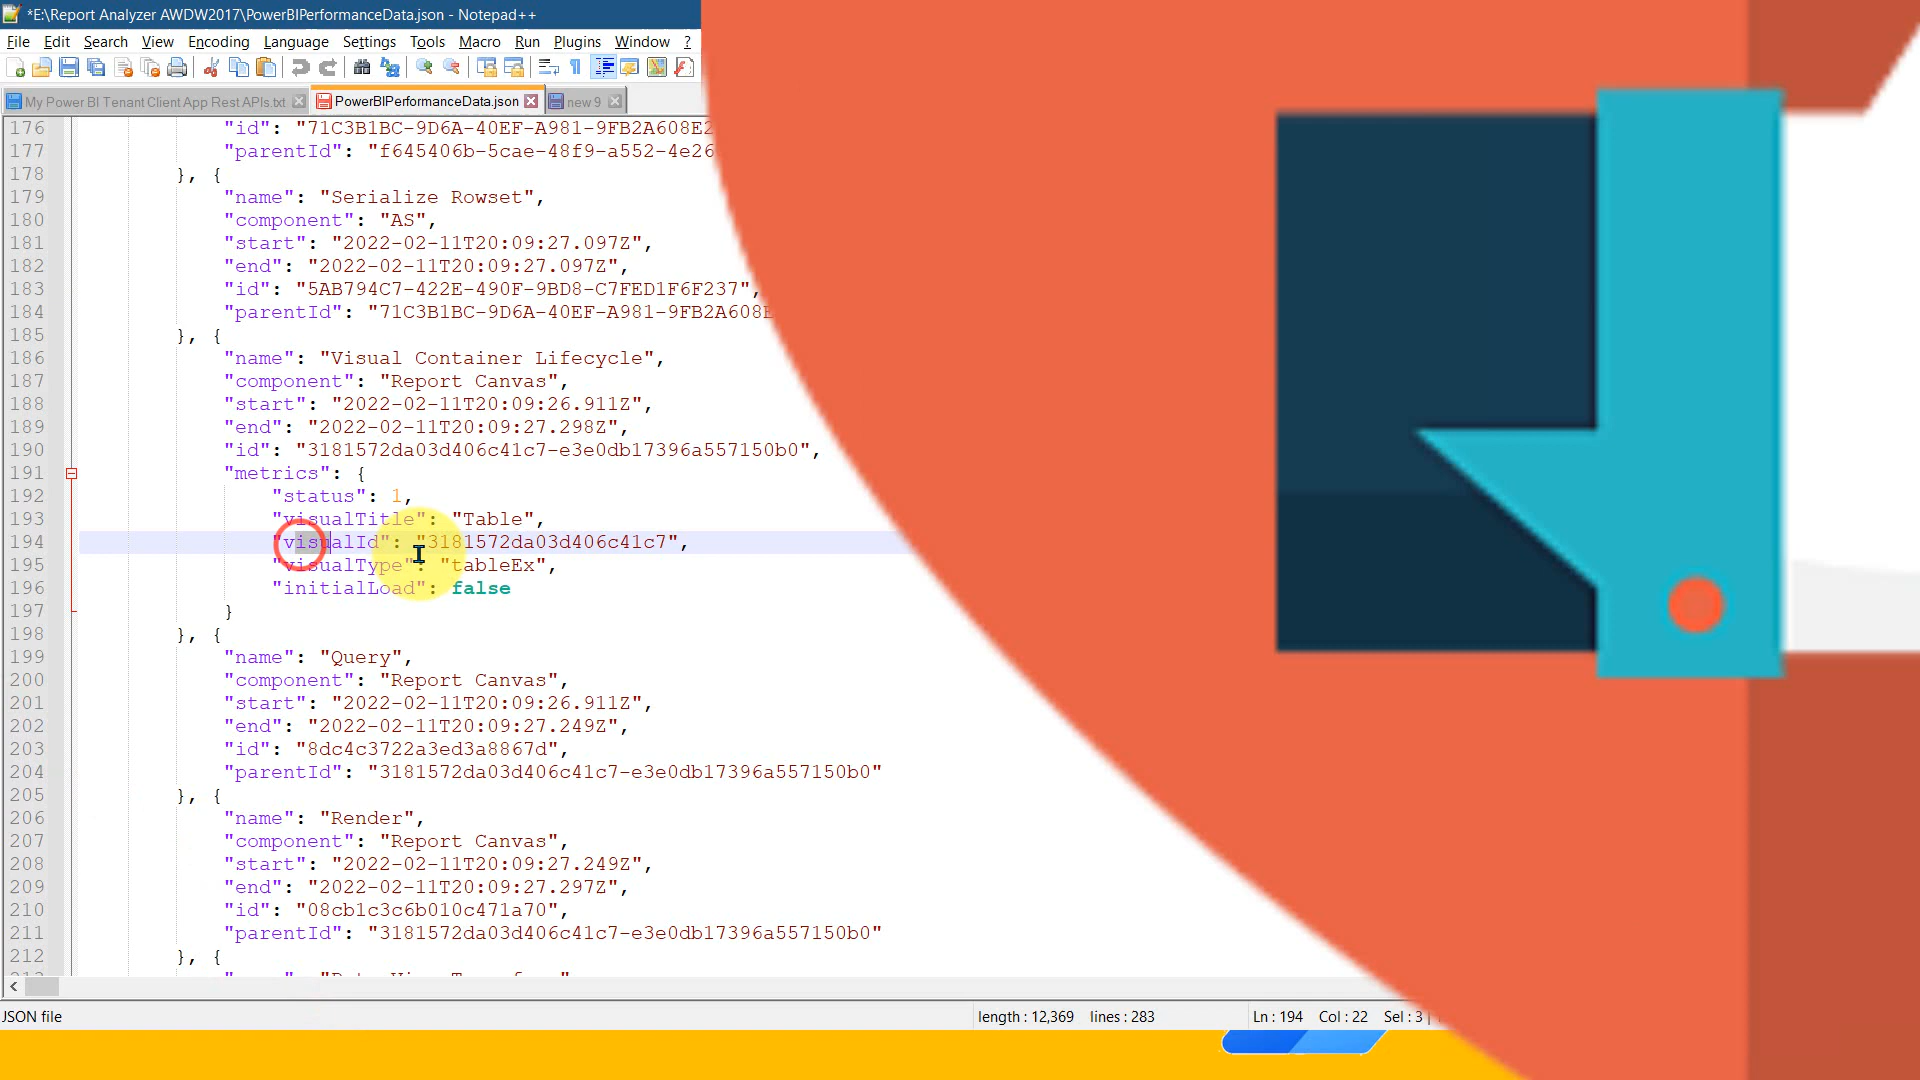 *E:\Report Analyzer AWDW2017\PowerBIPerformanceData.json - Notepad++
File Edit Search View Encoding Language Settings Tools Macro Run Plugins Window ?
My Power BI Tenant Client App Rest APIs.txt PowerBIPerformanceData.json new 9
176 "id": "71C3B1BC-9D6A-40EF-A981-9FB2A608E2
177 "parentId": "f645406b-5cae-48f9-a552-4e26
178 }, {
179 "name": "Serialize Rowset",
180 "component": "AS",
181 "start": "2022-02-11T20:09:27.097Z",
182 "end": "2022-02-11T20:09:27.097Z",
183 "id": "5AB794C7-422E-490F-9BD8-C7FED1F6F237",
184 "parentId": "71C3B1BC-9D6A-40EF-A981-9FB2A608E
185 }, {
186 "name": "Visual Container Lifecycle",
187 "component": "Report Canvas",
188 "start": "2022-02-11T20:09:26.911Z",
189 "end": "2022-02-11T20:09:27.298Z",
190 "id": "3181572da03d406c41c7-e3e0db17396a557150b0",
191 "metrics": {
192 "status": 1,
193 "visualTitle": "Table",
194 "visualId": "3181572da03d406c41c7",
195 "visualType": "tableEx",
196 "initialLoad": false
197 }
198 }, {
199 "name": "Query",
200 "component": "Report Canvas",
201 "start": "2022-02-11T20:09:26.911Z",
202 "end": "2022-02-11T20:09:27.249Z",
203 "id": "8dc4c3722a3ed3a8867d",
204 "parentId": "3181572da03d406c41c7-e3e0db17396a557150b0"
205 }, {
206 "name": "Render",
207 "component": "Report Canvas",
208 "start": "2022-02-11T20:09:27.249Z",
209 "end": "2022-02-11T20:09:27.297Z",
210 "id": "08cb1c3c6b010c471a70",
211 "parentId": "3181572da03d406c41c7-e3e0db17396a557150b0"
212 }, {
JSON file length : 12,369 lines : 283 Ln : 194 Col : 22 Sel : 3 |